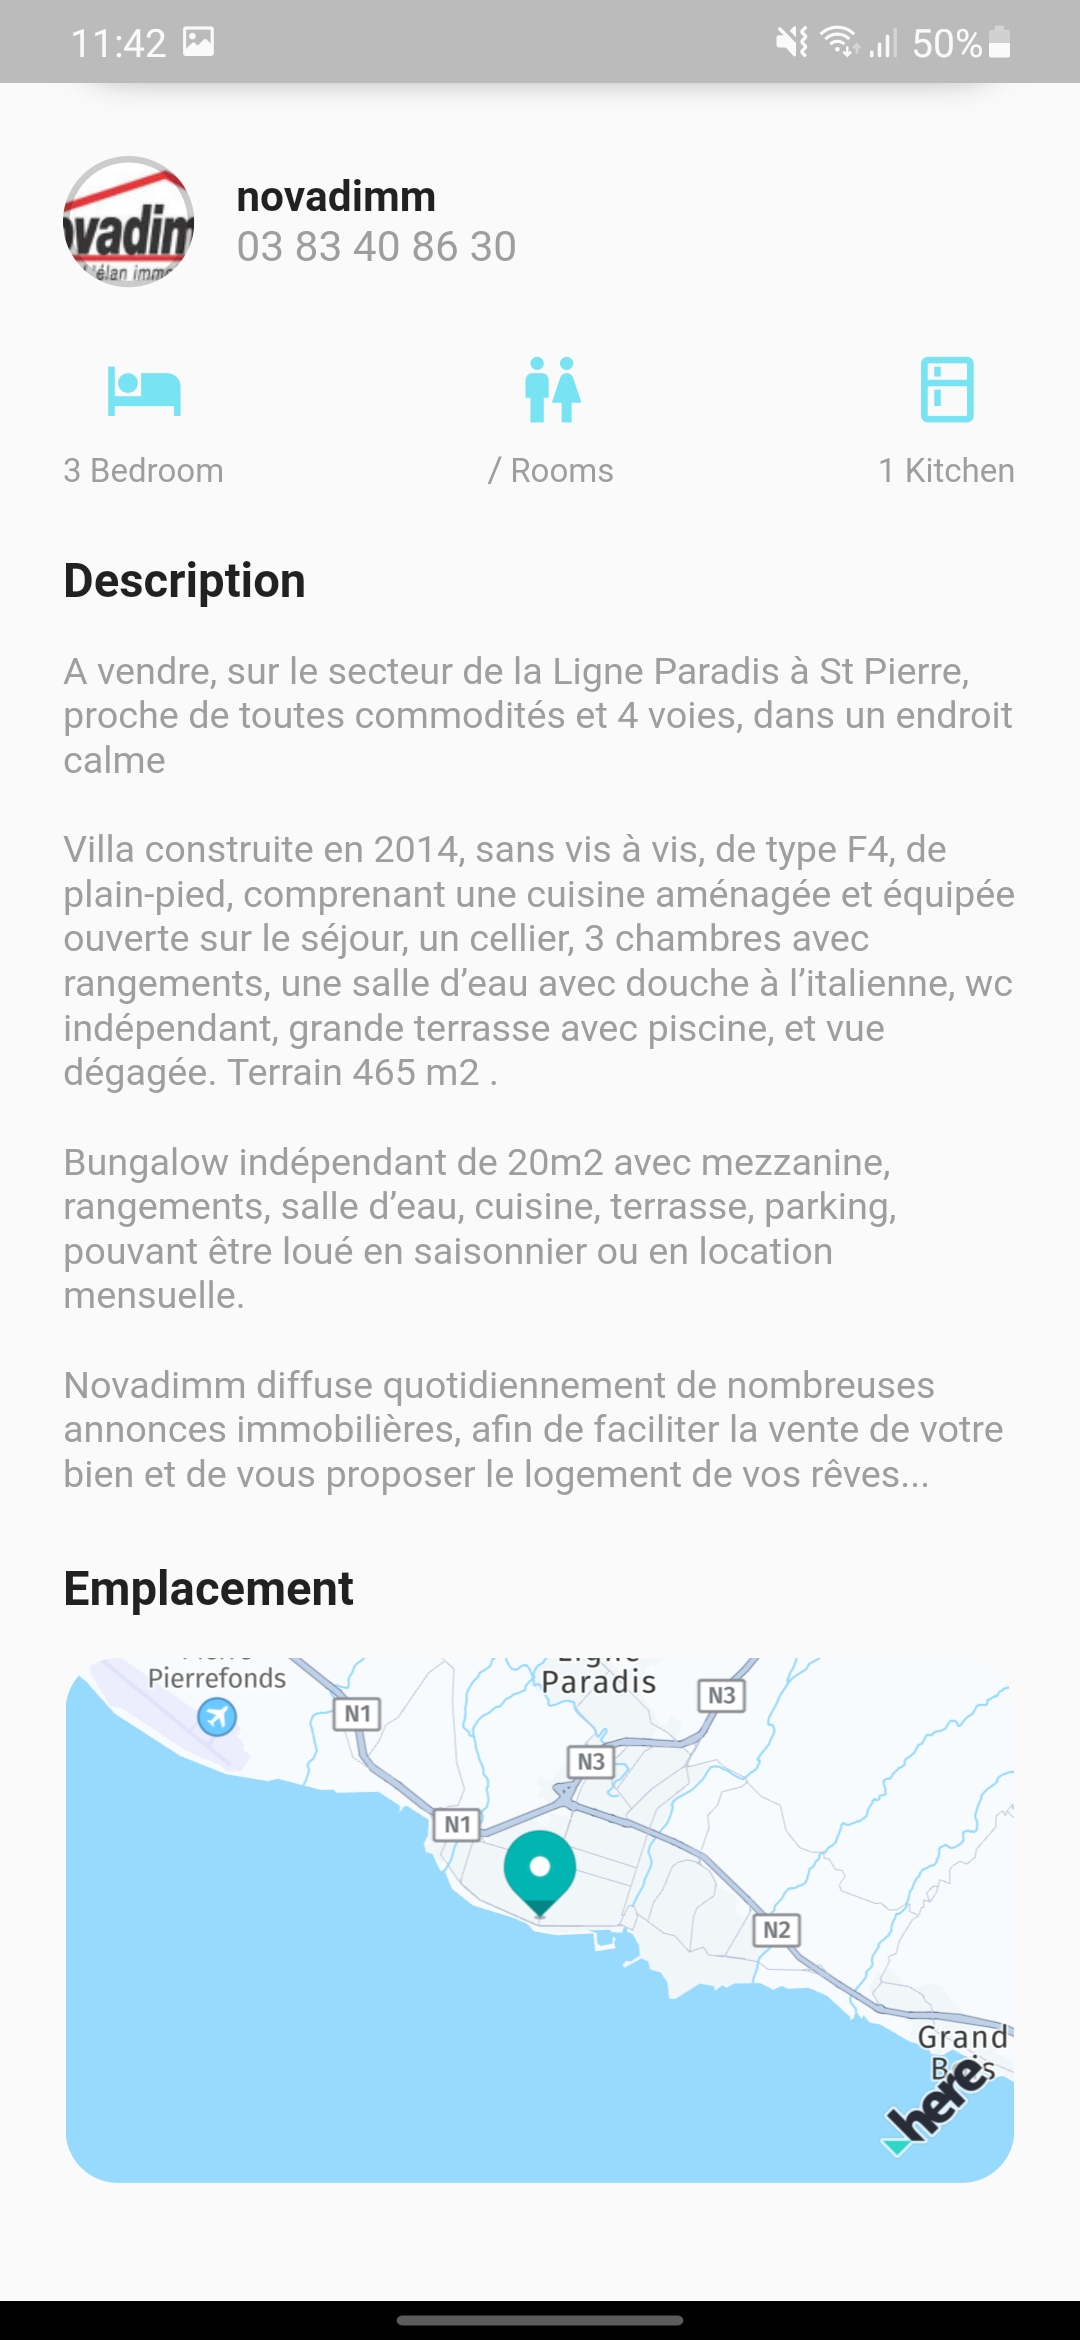 11:42
50%
vadim
élan imm
novadimm
03 83 40 86 30
3 Bedroom
/ Rooms
1 Kitchen
Description
A vendre, sur le secteur de la Ligne Paradis à St Pierre,
proche de toutes commodités et 4 voies, dans un endroit
calme
Villa construite en 2014, sans vis à vis, de type F4, de
plain-pied, comprenant une cuisine aménagée et équipée
ouverte sur le séjour, un cellier, 3 chambres avec
rangements, une salle d’eau avec douche à l’italienne, wc
indépendant, grande terrasse avec piscine, et vue
dégagée. Terrain 465 m2 .
Bungalow indépendant de 20m2 avec mezzanine,
rangements, salle d’eau, cuisine, terrasse, parking,
pouvant être loué en saisonnier ou en location
mensuelle.
Novadimm diffuse quotidiennement de nombreuses
annonces immobilières, afin de faciliter la vente de votre
bien et de vous proposer le logement de vos rêves...
Emplacement
Pierrefonds
Ligne
Paradis
N1
N3
N3
N1
N2
Grand
Bois
here